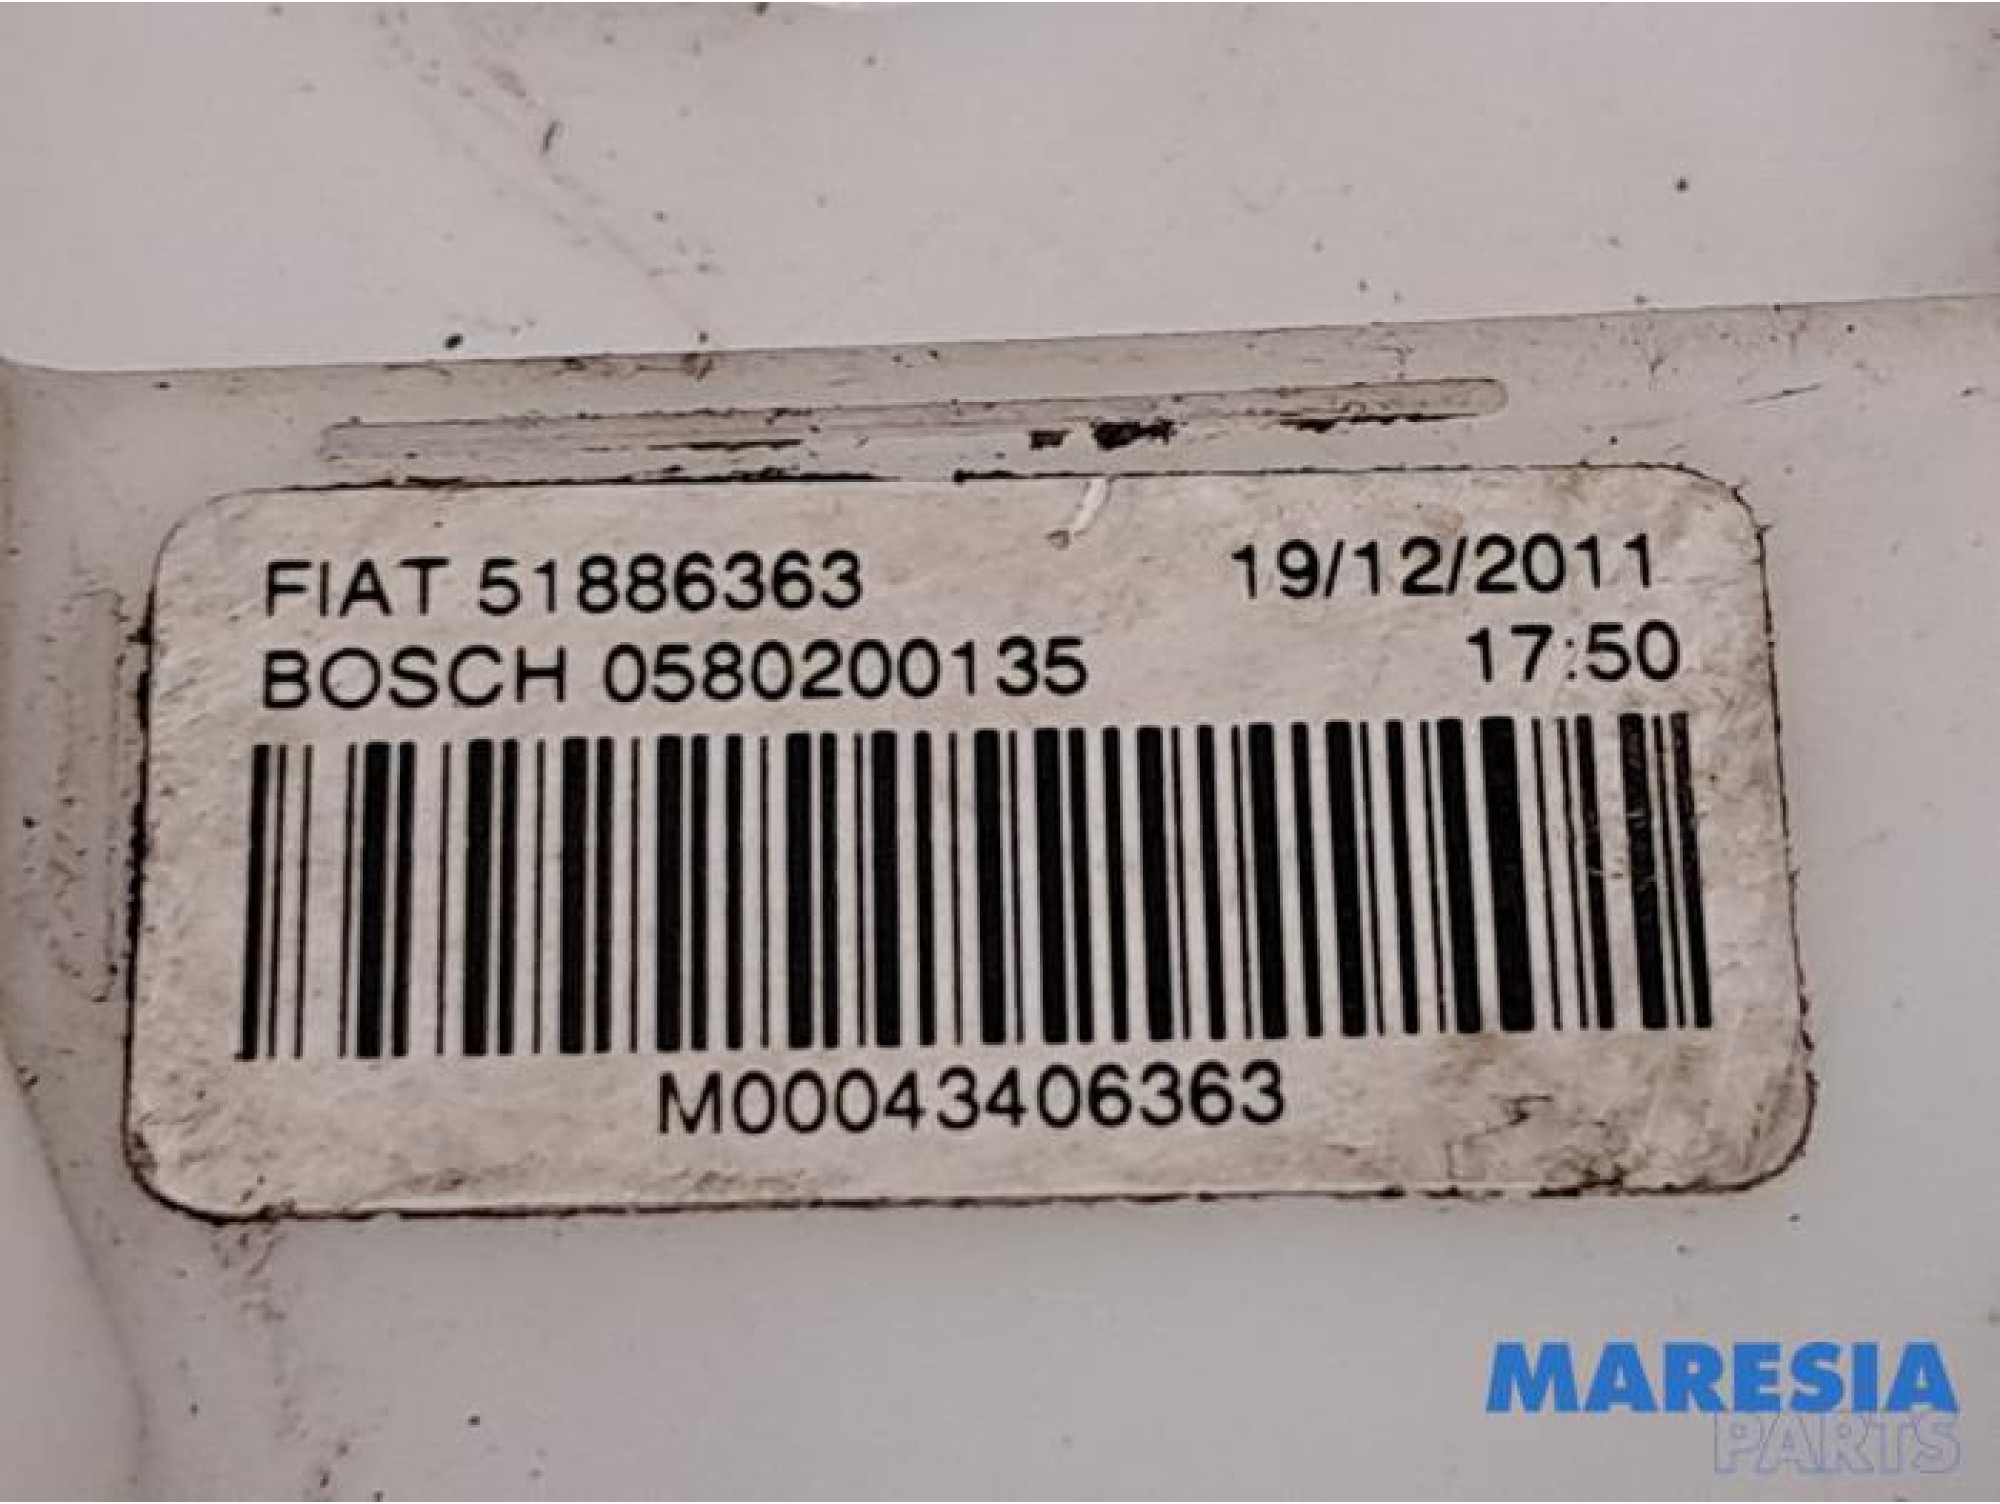 FIAT 51886363 19/12/2011
BOSCH 0580200135 17:50
M00043406363
MARESIA
PARTS